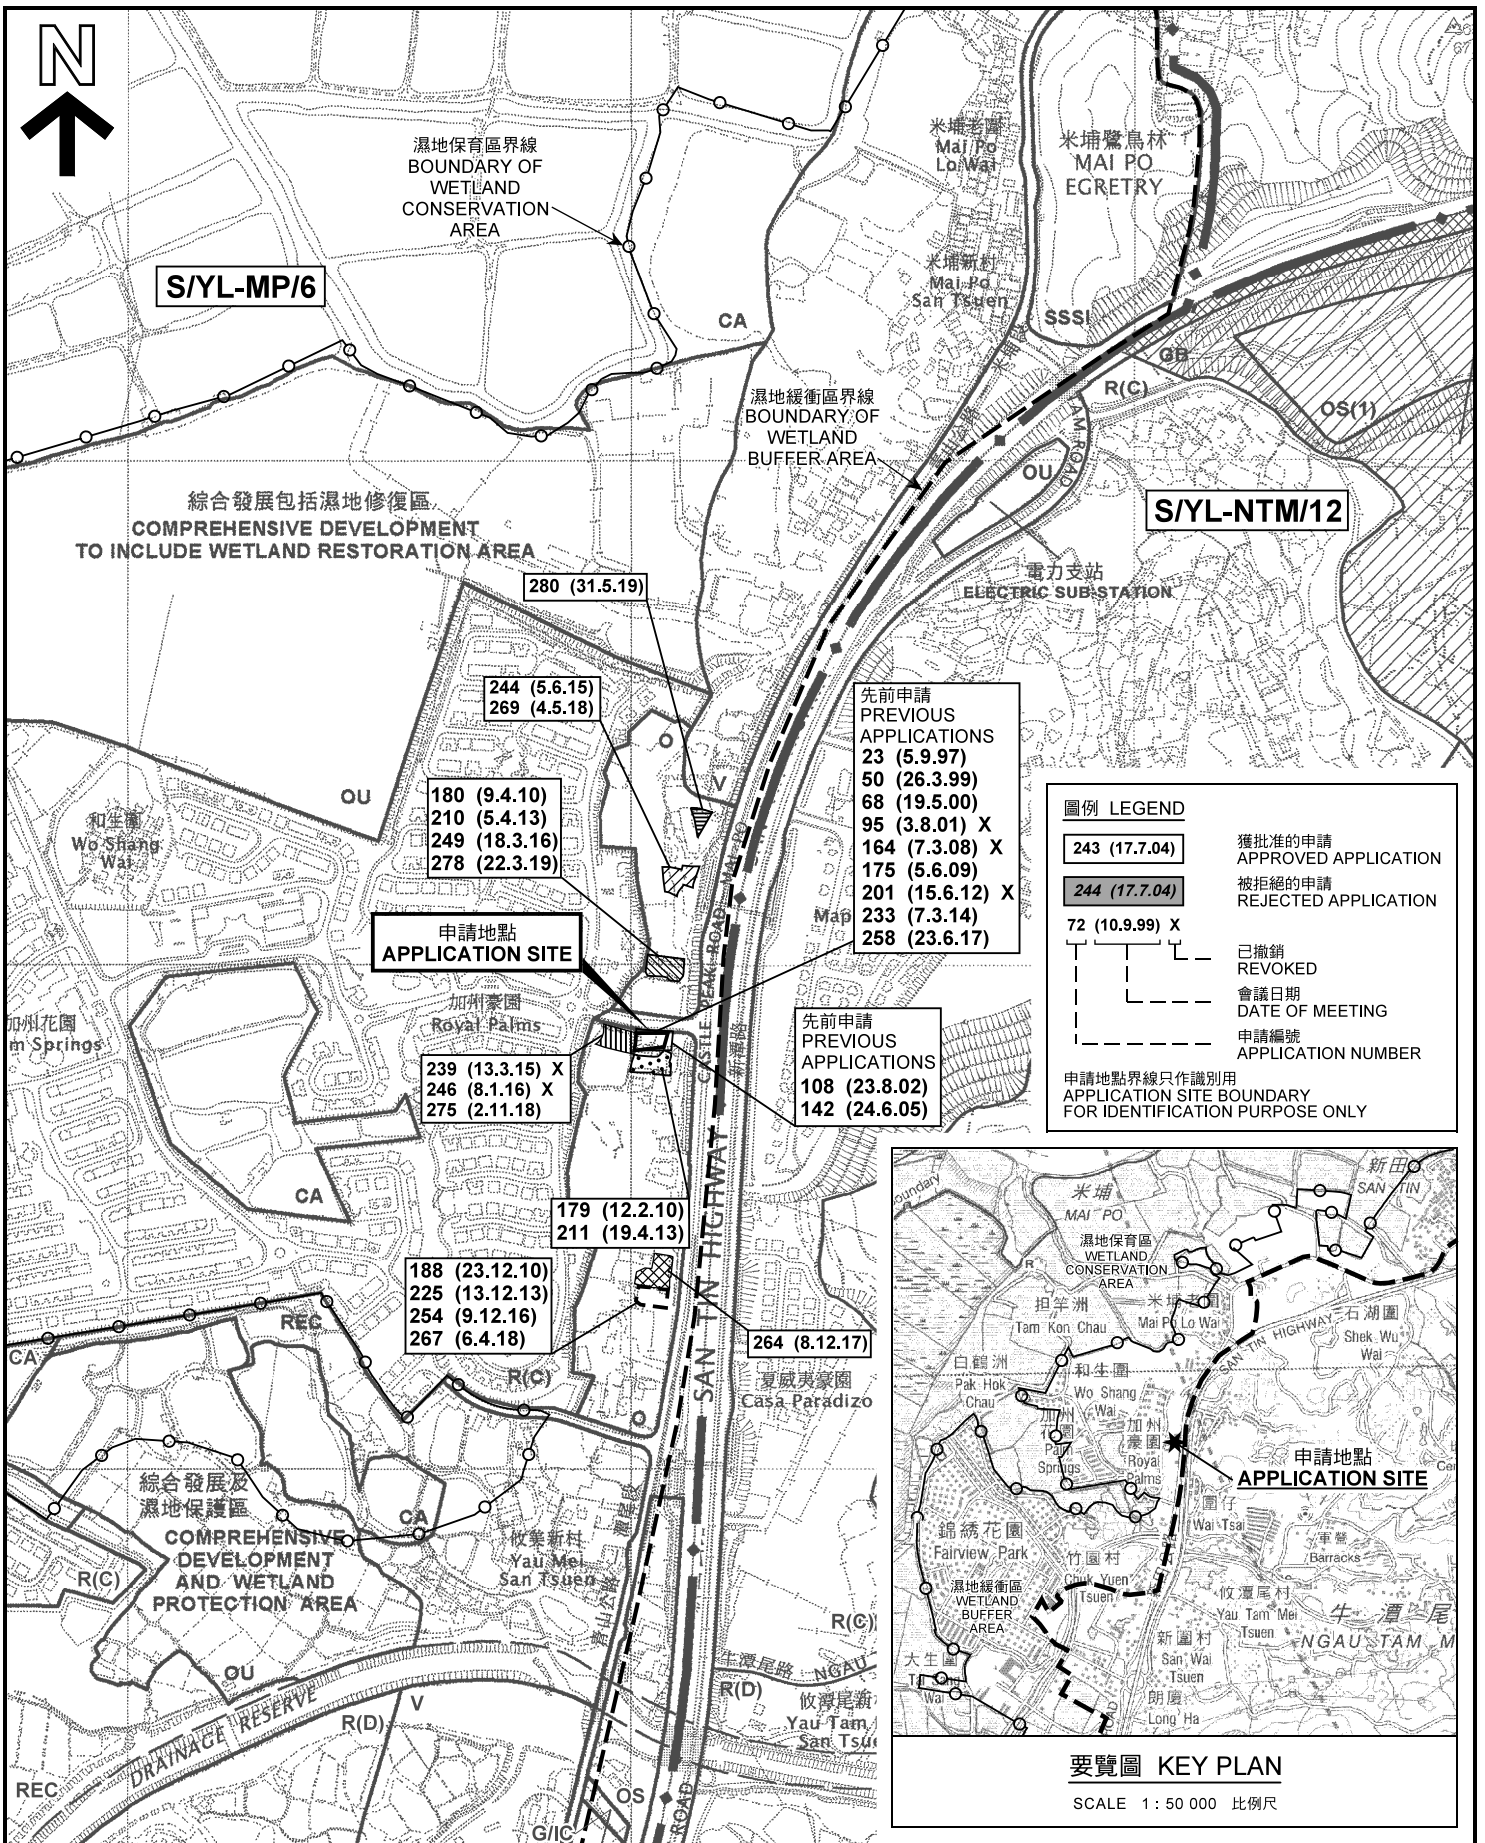 N
濕地保育區界線
BOUNDARY OF
WETLAND
CONSERVATION
AREA
S/YL-MP/6
米埔老圍
Mai Po
Lo Wai
米埔鷺鳥林
MAI PO
EGRETRY
米埔新村
Mai Po
San Tsuen
CA
SSSI
GB
R(C)
OS(1)
濕地緩衝區界線
BOUNDARY OF
WETLAND
BUFFER AREA
OU
S/YL-NTM/12
綜合發展包括濕地修復區
COMPREHENSIVE DEVELOPMENT
TO INCLUDE WETLAND RESTORATION AREA
電力支站
ELECTRIC SUB-STATION
280 (31.5.19)
244 (5.6.15)
269 (4.5.18)
先前申請
PREVIOUS
APPLICATIONS
23 (5.9.97)
50 (26.3.99)
68 (19.5.00)
95 (3.8.01) X
164 (7.3.08) X
175 (5.6.09)
201 (15.6.12) X
233 (7.3.14)
258 (23.6.17)
O
V
OU
180 (9.4.10)
210 (5.4.13)
249 (18.3.16)
278 (22.3.19)
和生圍
Wo Shang
Wai
圖例 LEGEND
243 (17.7.04)
獲批准的申請
APPROVED APPLICATION
244 (17.7.04)
被拒絕的申請
REJECTED APPLICATION
72 (10.9.99) X
已撤銷
REVOKED
會議日期
DATE OF MEETING
申請編號
APPLICATION NUMBER
申請地點界線只作識別用
APPLICATION SITE BOUNDARY
FOR IDENTIFICATION PURPOSE ONLY
申請地點
APPLICATION SITE
加州豪園
Royal Palms
加州花園
m Springs
CASTLE PEAK ROAD
新潭路
239 (13.3.15) X
246 (8.1.16) X
275 (2.11.18)
先前申請
PREVIOUS
APPLICATIONS
108 (23.8.02)
142 (24.6.05)
CA
179 (12.2.10)
211 (19.4.13)
SAN TIN HIGHWAY
188 (23.12.10)
225 (13.12.13)
254 (9.12.16)
267 (6.4.18)
264 (8.12.17)
REC
CA
R(C)
O
夏威夷豪園
Casa Paradizo
綜合發展及
濕地保護區
COMPREHENSIVE
DEVELOPMENT
AND WETLAND
PROTECTION AREA
CA
R(C)
攸美新村
Yau Mei
San Tsuen
R(C)
OU
DRAINAGE RESERVE
R(D)
V
REC
牛潭尾路 NGAU
R(D)
Yau Tam
OS
G/IC
ROAD
新田
SAN TIN
米埔
MAI PO
濕地保育區
WETLAND
CONSERVATION
AREA
担竿洲
Tam Kon Chau
米埔老圍
Mai Po Lo Wai
SAN TIN HIGHWAY
石湖圍
Shek Wu
Wai
白鶴洲
Pak Hok
Chau
和生圍
Wo Shang
Wai
加州豪園
Royal
Palms
申請地點
APPLICATION SITE
圍仔
Wai Tsai
錦綉花園
Fairview Park
竹園村
Chuk Yuen
Tsuen
軍營
Barracks
濕地緩衝區
WETLAND
BUFFER
AREA
攸潭尾村
Yau Tam Mei
Tsuen
牛潭尾
NGAU TAM M
新圍村
San Wai
Tsuen
大生圍
朗廈
Long Ha
要覽圖 KEY PLAN
SCALE 1 : 50 000 比例尺